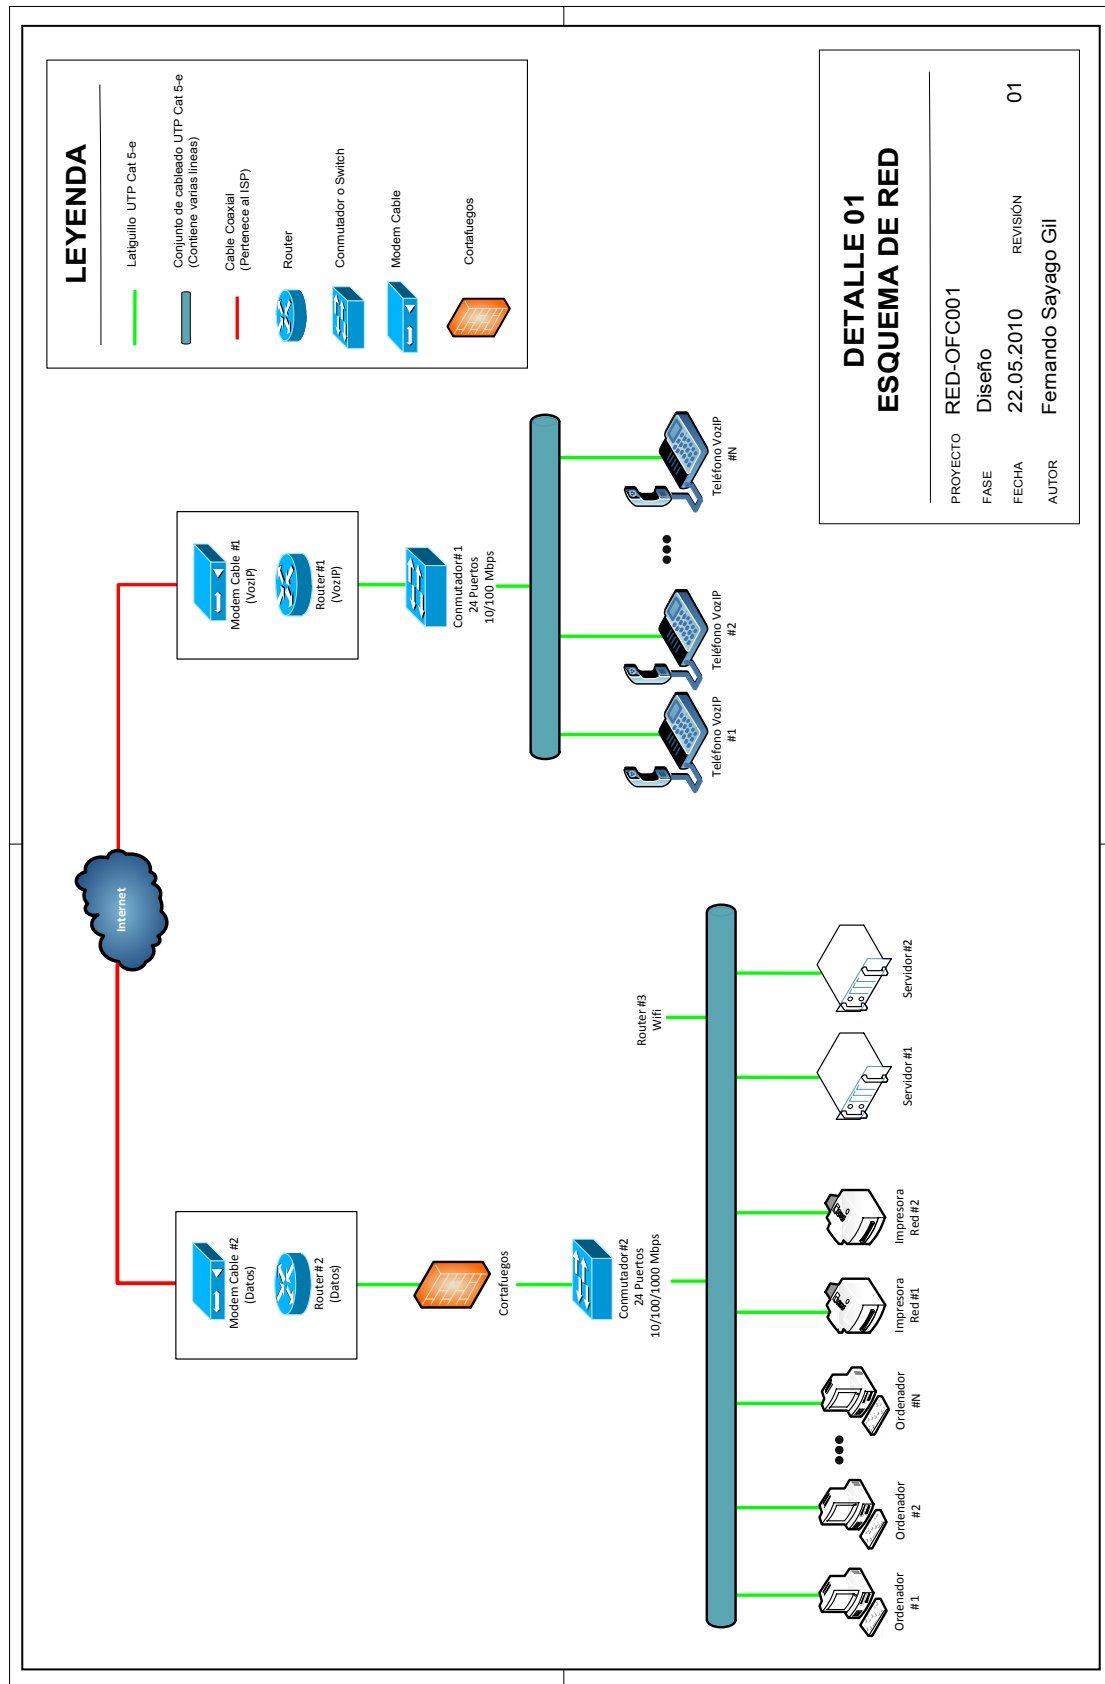 LEYENDA
Latiguillo UTP Cat 5-e
Conjunto de cableado UTP Cat 5-e
(Contiene varias lineas)
Cable Coaxial
(Pertenece al ISP)
Router
Conmutador o Switch
Modem Cable
Cortafuegos
Internet
Modem Cable #2
(Datos)
Router#2
(Datos)
Cortafuegos
Conmutador#2
24 Puertos
10/100/1000 Mbps
Router #3
Wifi
Ordenador
#1
Ordenador
#2
Ordenador
#N
Impresora
Red #1
Impresora
Red #2
Servidor #1
Servidor #2
Modem Cable #1
(VozIP)
Router#1
(VozIP)
Conmutador#1
24 Puertos
10/100 Mbps
Teléfono VozIP
#1
Teléfono VozIP
#2
Teléfono VozIP
#N
DETALLE 01
ESQUEMA DE RED
PROYECTO RED-OFC001
FASE Diseño
FECHA 22.05.2010 REVISIÓN 01
AUTOR Fernando Sayago Gil